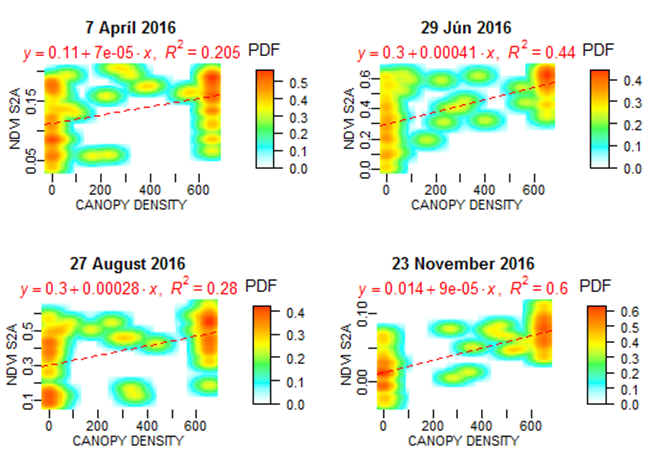 7 April 2016
y = 0.11 + 7e-05 · x, R² = 0.205 PDF
NDVI S2A
0.15
0.05
0 200 400 600
CANOPY DENSITY
0.5
0.4
0.3
0.2
0.1
0.0
29 Jún 2016
y = 0.3 + 0.00041 · x, R² = 0.44 PDF
NDVI S2A
0.6
0.4
0.2
0.0
0 200 400 600
CANOPY DENSITY
0.4
0.3
0.2
0.1
0.0
27 August 2016
y = 0.3 + 0.00028 · x, R² = 0.28 PDF
NDVI S2A
0.5
0.3
0.1
0 200 400 600
CANOPY DENSITY
0.4
0.3
0.2
0.1
0.0
23 November 2016
y = 0.014 + 9e-05 · x, R² = 0.6 PDF
NDVI S2A
0.10
0.00
0 200 400 600
CANOPY DENSITY
0.6
0.5
0.4
0.3
0.2
0.1
0.0